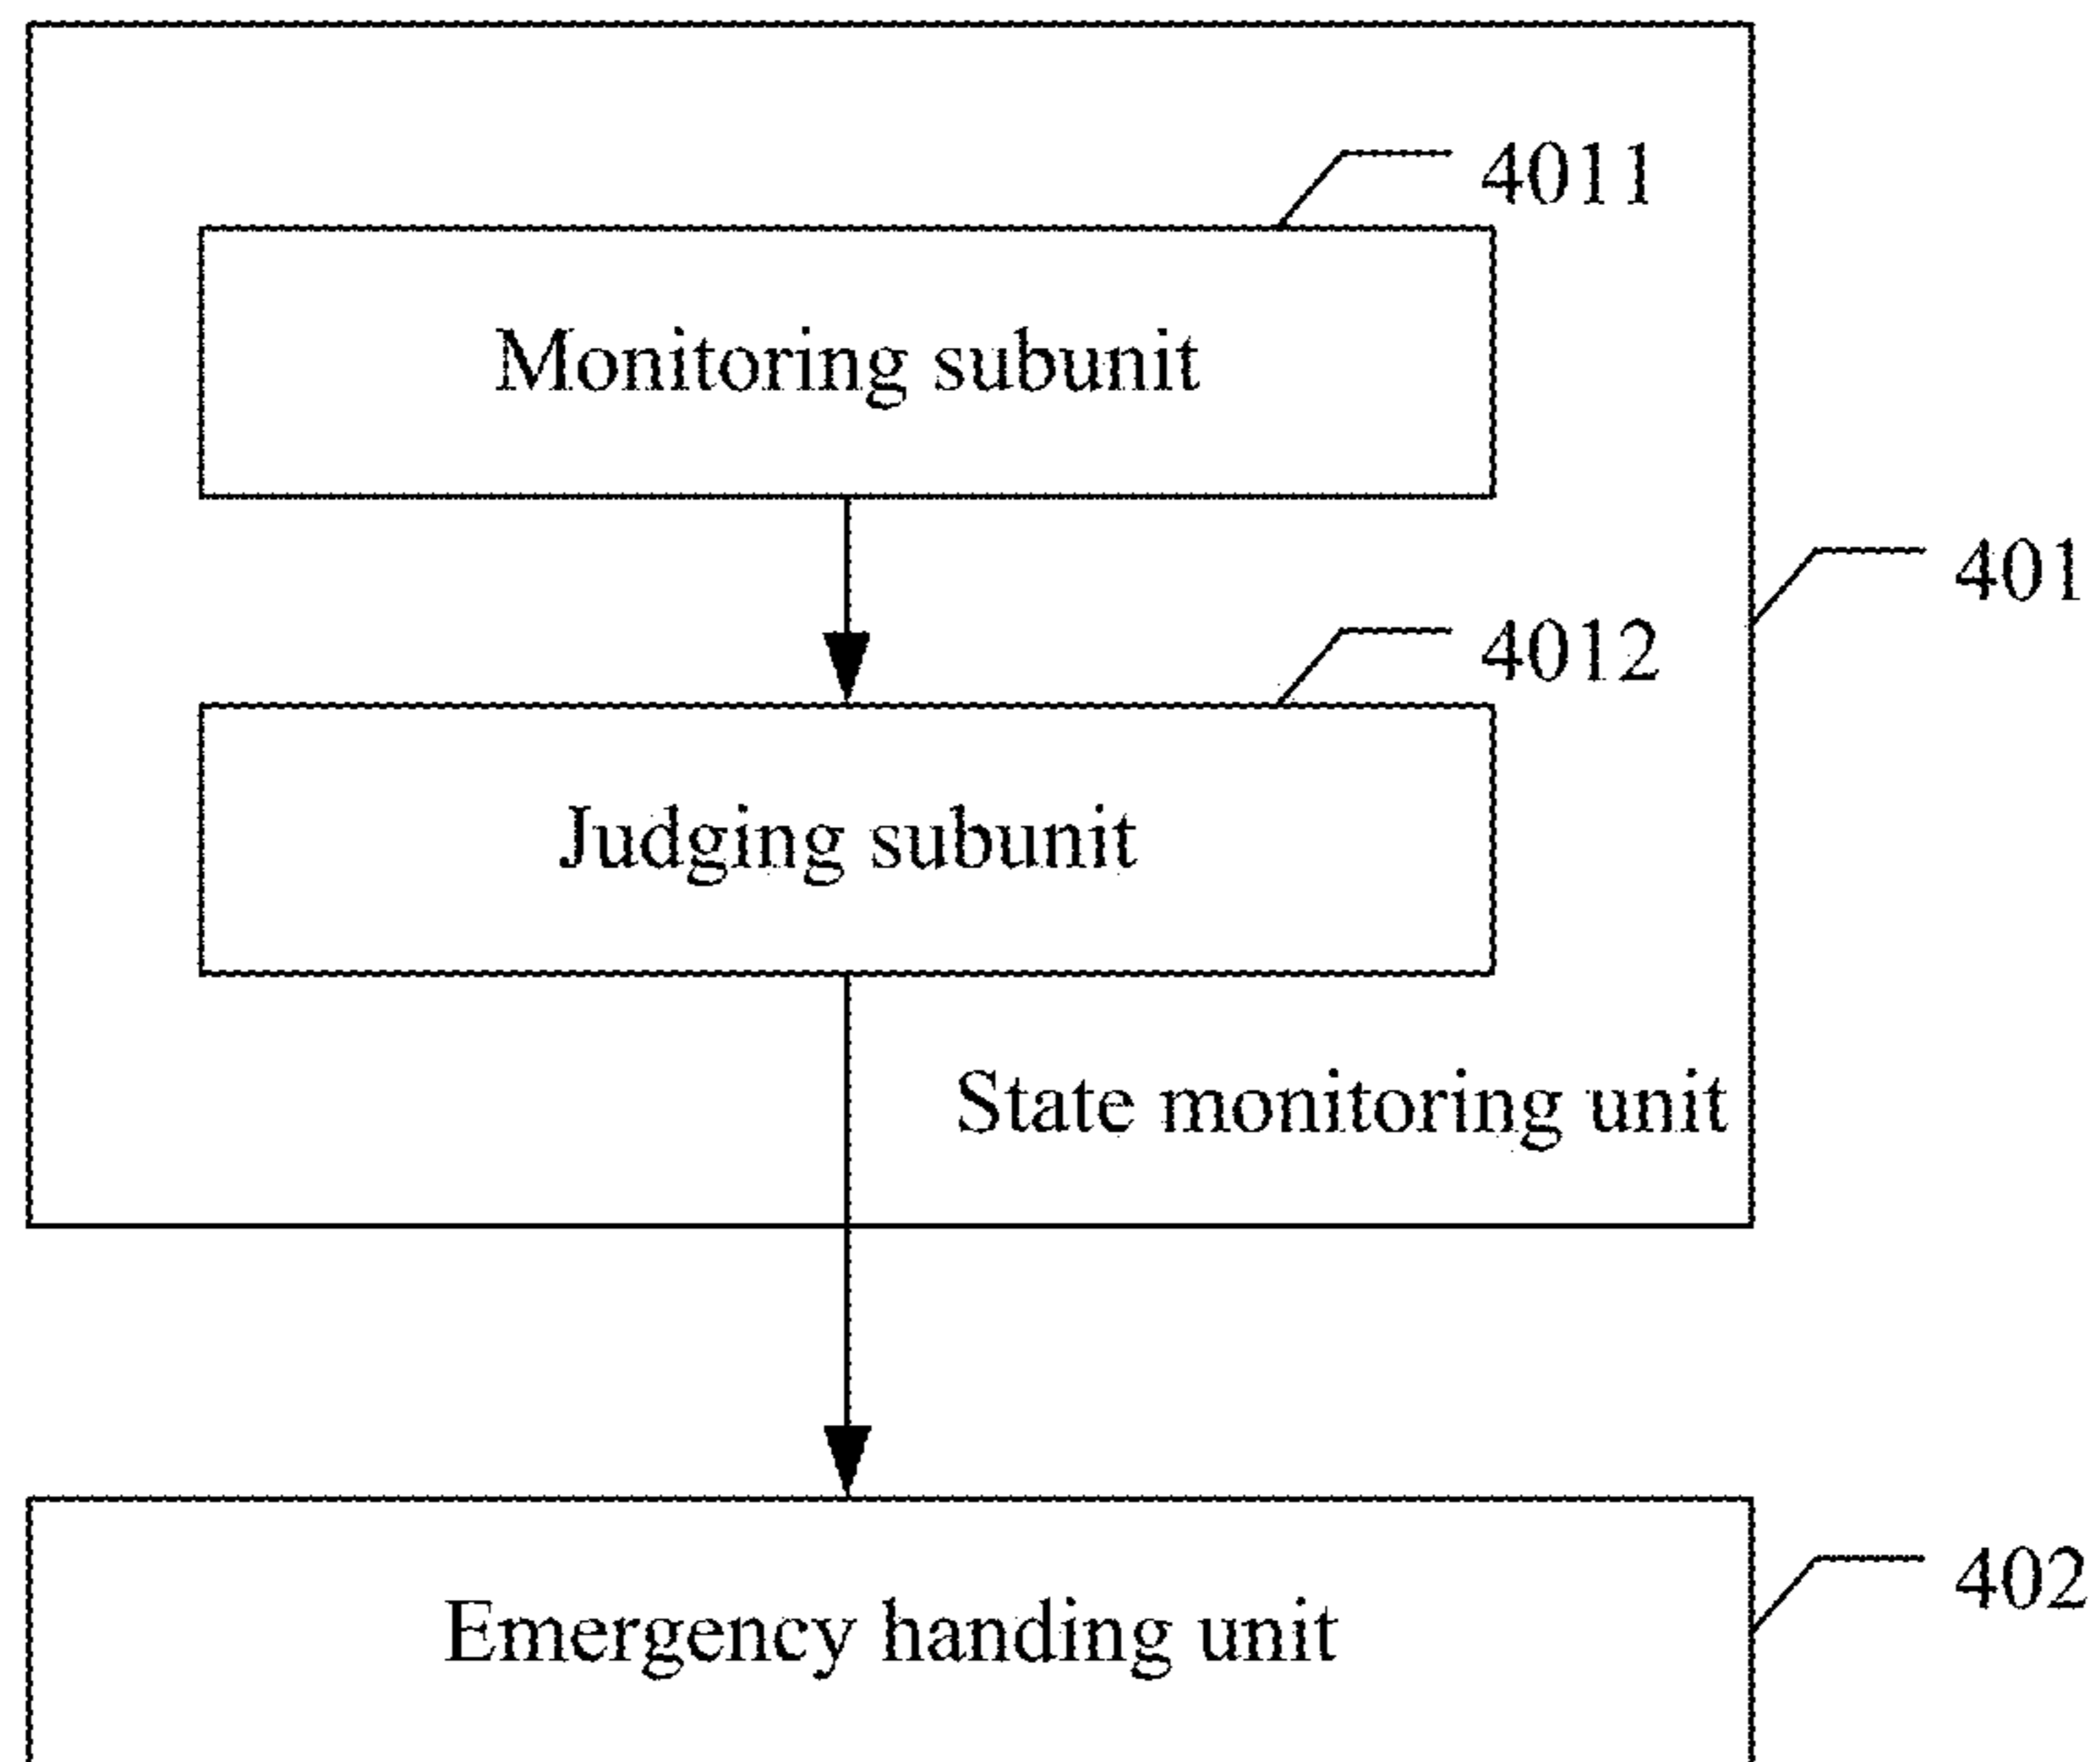 4011
Monitoring subunit
401
4012
Judging subunit
State monitoring unit
402
Emergency handing unit